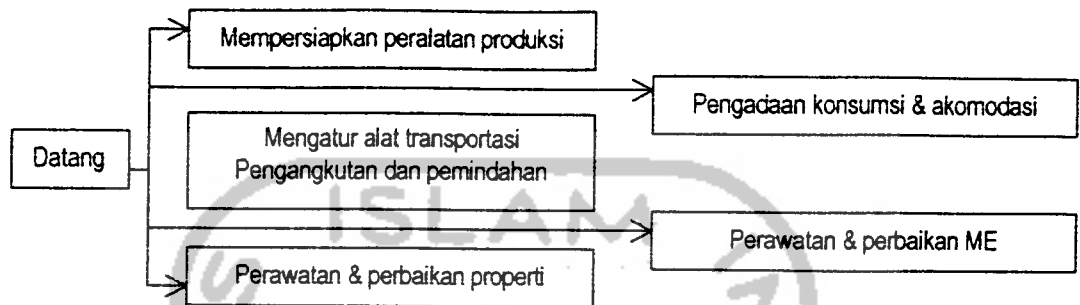 Mempersiapkan peralatan produksi
Pengadaan konsumsi & akomodasi
Datang
Mengatur alat transportasi
Pengangkutan dan pemindahan
ISLAM
Perawatan & perbaikan ME
Perawatan & perbaikan properti